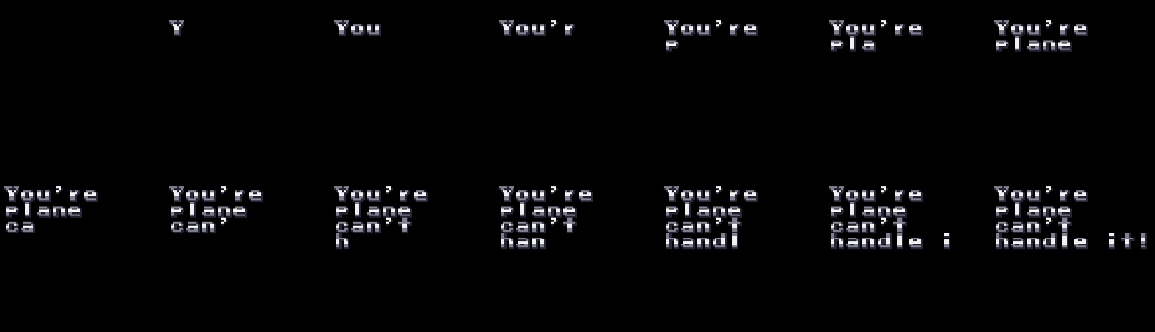 Y
You
You'r
You're
p
You're
pla
You're
plane
You're
plane
ca
You're
plane
can'
You're
plane
can't
h
You're
plane
can't
han
You're
plane
can't
handl
You're
plane
can't
handle i
You're
plane
can't
handle it!